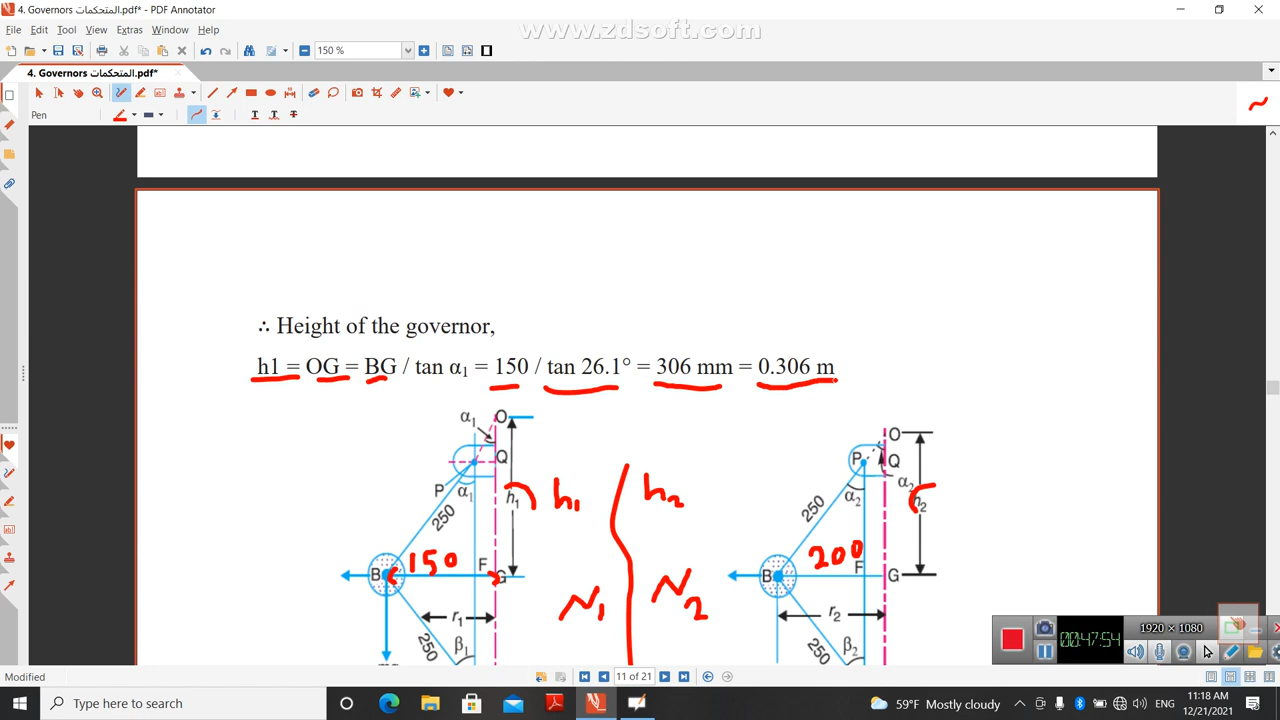 4. Governors المتحكمات.pdf* - PDF Annotator
www.zdsoft.com
File Edit View Extras Window Help
150 %
4. Governors المتحكمات.pdf*
Pen
∴ Height of the governor,
h1 = OG = BG / tan α1 = 150 / tan 26.1° = 306 mm = 0.306 m
α1 O
Q
P α1
h1 h1
250
B 150 F G
r1
β1
250
N1
h2
N2
O
P Q
α2
α2 h2
250
200
B F G
r2
β2
250
00:47:54
1920 × 1080
Modified
11 of 21
Type here to search
59°F Mostly cloudy
ENG
11:18 AM
12/21/2021